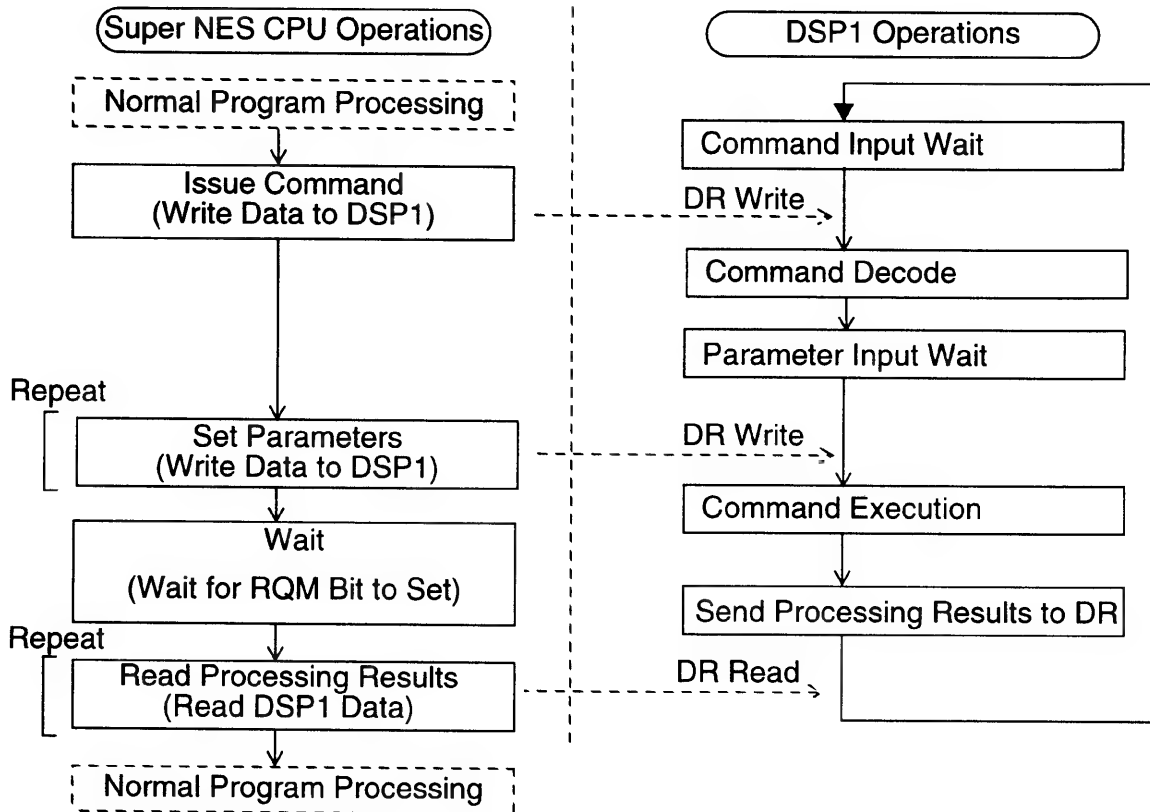 Super NES CPU Operations
Normal Program Processing
Issue Command
(Write Data to DSP1)
Repeat
Set Parameters
(Write Data to DSP1)
Wait
(Wait for RQM Bit to Set)
Repeat
Read Processing Results
(Read DSP1 Data)
Normal Program Processing
DSP1 Operations
Command Input Wait
DR Write
Command Decode
Parameter Input Wait
DR Write
Command Execution
Send Processing Results to DR
DR Read